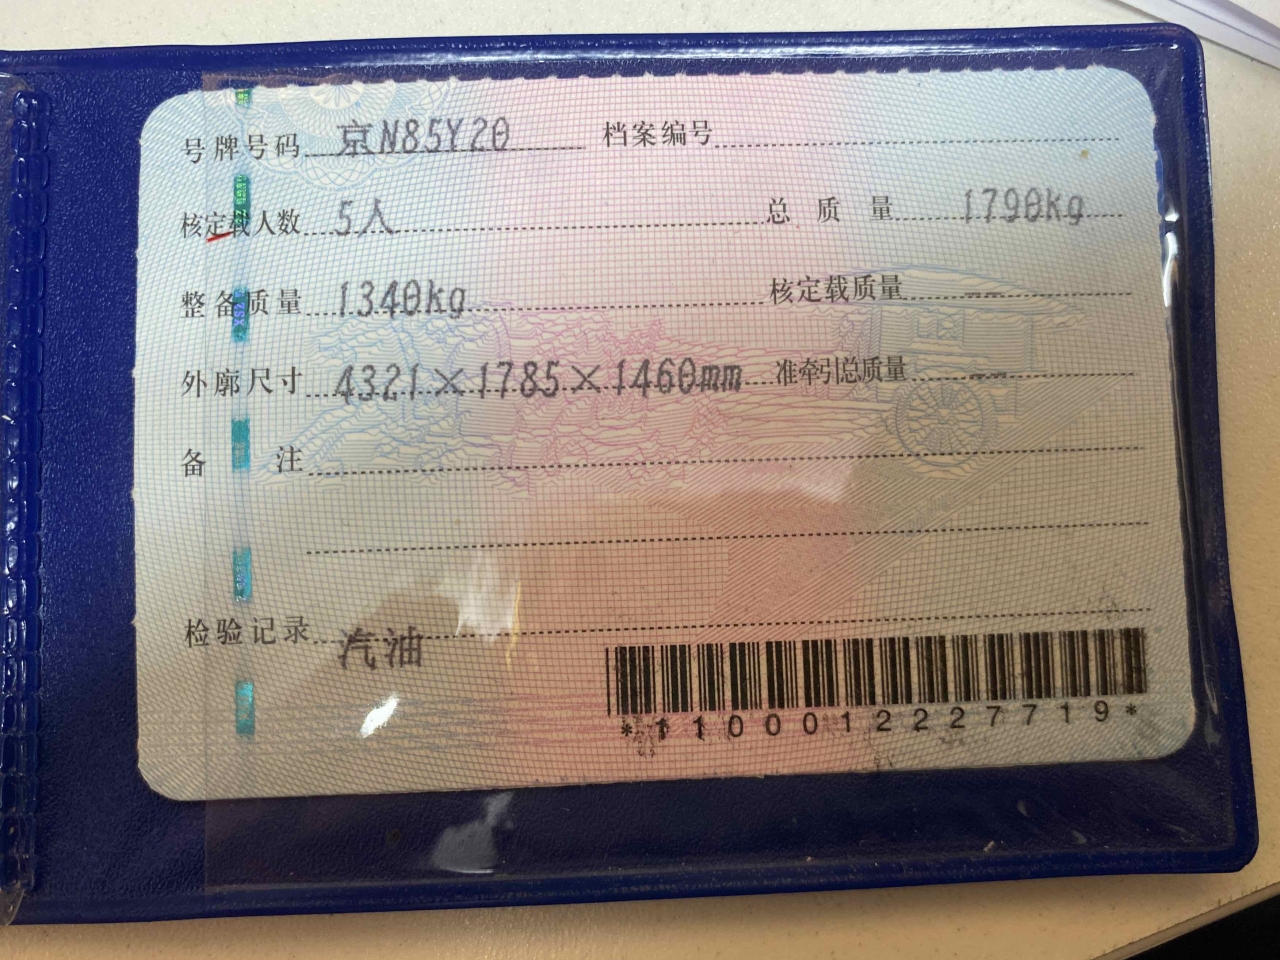 号牌号码 京N85Y20 档案编号
核定载人数 5人 总质量 1790kg
整备质量 1340kg 核定载质量 —
外廓尺寸 4321×1785×1460mm 准牵引总质量 —
备注
检验记录 汽油
*1100012227719*